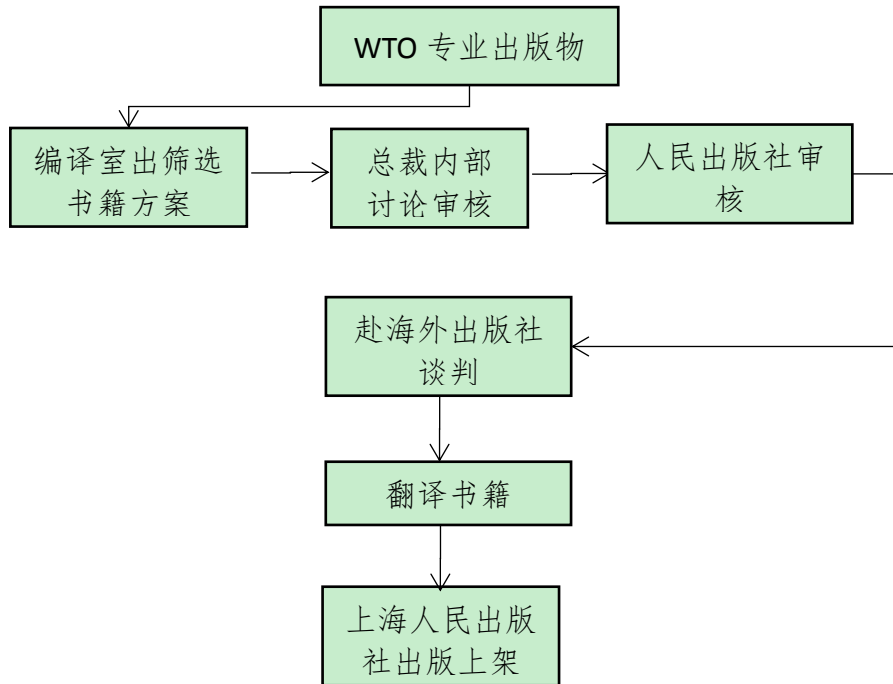 WTO 专业出版物
编译室出筛选
书籍方案
总裁内部
讨论审核
人民出版社审
核
赴海外出版社
谈判
翻译书籍
上海人民出版
社出版上架